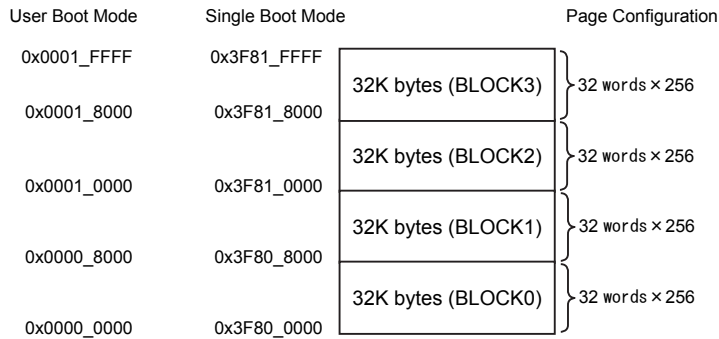 User Boot Mode Single Boot Mode Page Configuration
0x0001_FFFF 0x3F81_FFFF
32K bytes (BLOCK3) 32 words×256
0x0001_8000 0x3F81_8000
32K bytes (BLOCK2) 32 words×256
0x0001_0000 0x3F81_0000
32K bytes (BLOCK1) 32 words×256
0x0000_8000 0x3F80_8000
32K bytes (BLOCK0) 32 words×256
0x0000_0000 0x3F80_0000